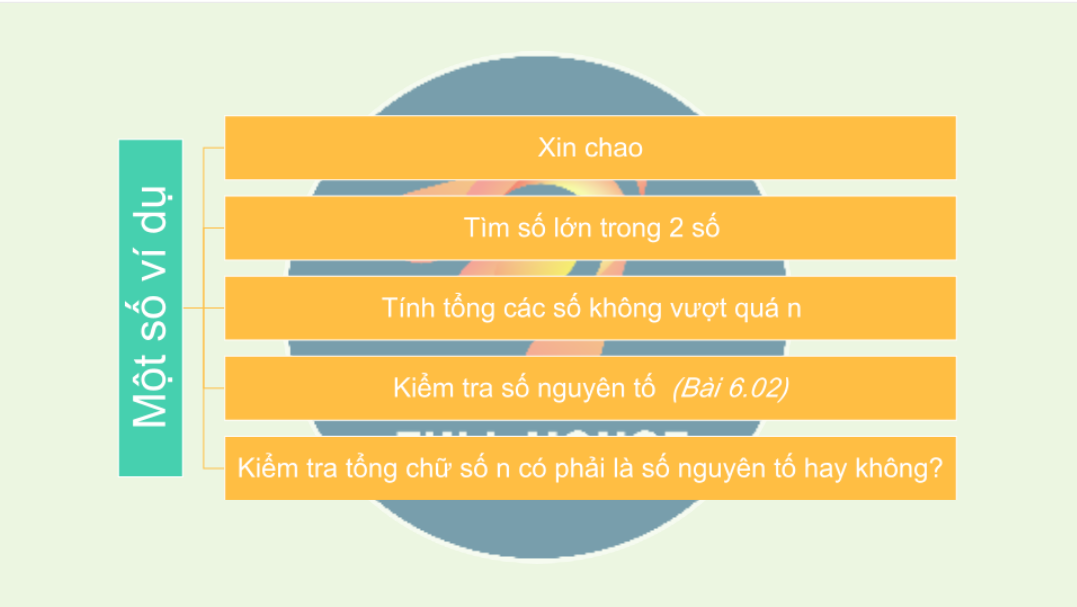 Một số ví dụ
Xin chao
Tìm số lớn trong 2 số
Tính tổng các số không vượt quá n
Kiểm tra số nguyên tố (Bài 6.02)
Kiểm tra tổng chữ số n có phải là số nguyên tố hay không?